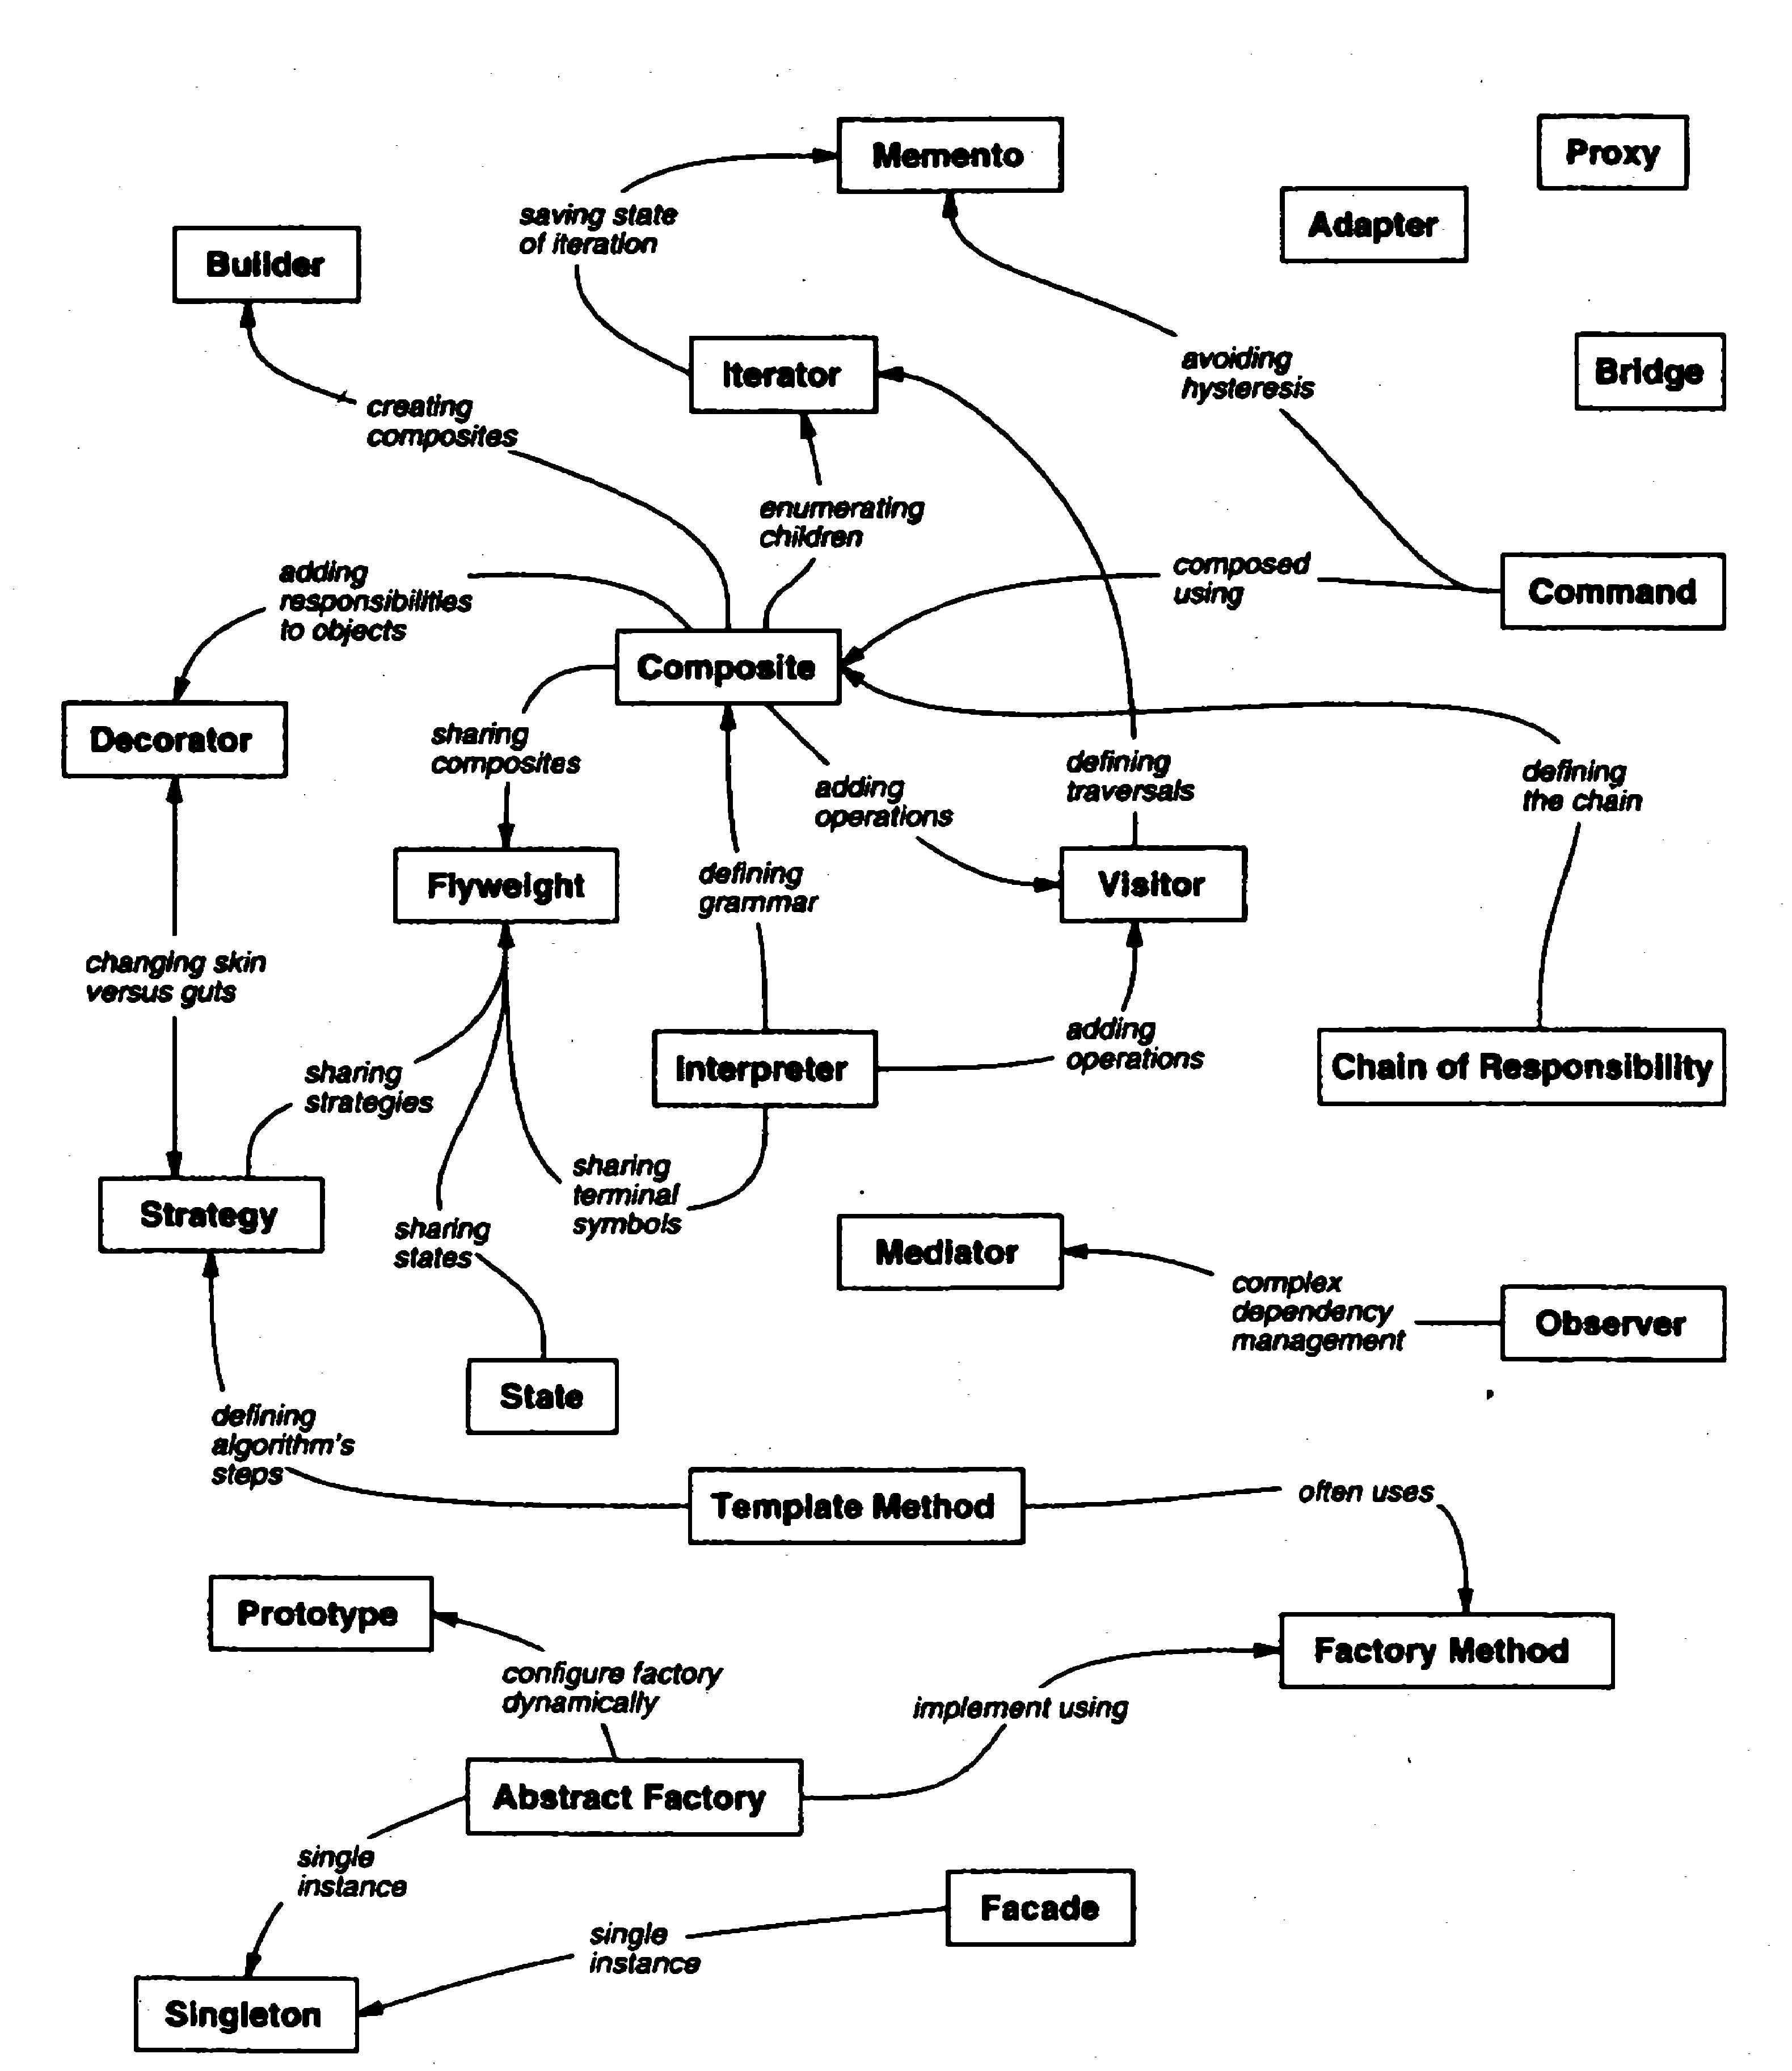 Memento
Proxy
Adapter
saving state
of iteration
Builder
Iterator
avoiding
hysteresis
Bridge
creating
composites
enumerating
children
composed
using
Command
adding
responsibilities
to objects
Composite
Decorator
sharing
composites
adding
operations
defining
traversals
defining
the chain
Flyweight
defining
grammar
Visitor
changing skin
versus guts
sharing
strategies
Interpreter
adding
operations
Chain of Responsibility
Strategy
sharing
terminal
symbols
sharing
states
Mediator
complex
dependency
management
Observer
State
defining
algorithm's
steps
Template Method
often uses
Prototype
Factory Method
configure factory
dynamically
implement using
Abstract Factory
single
instance
Facade
single
instance
Singleton